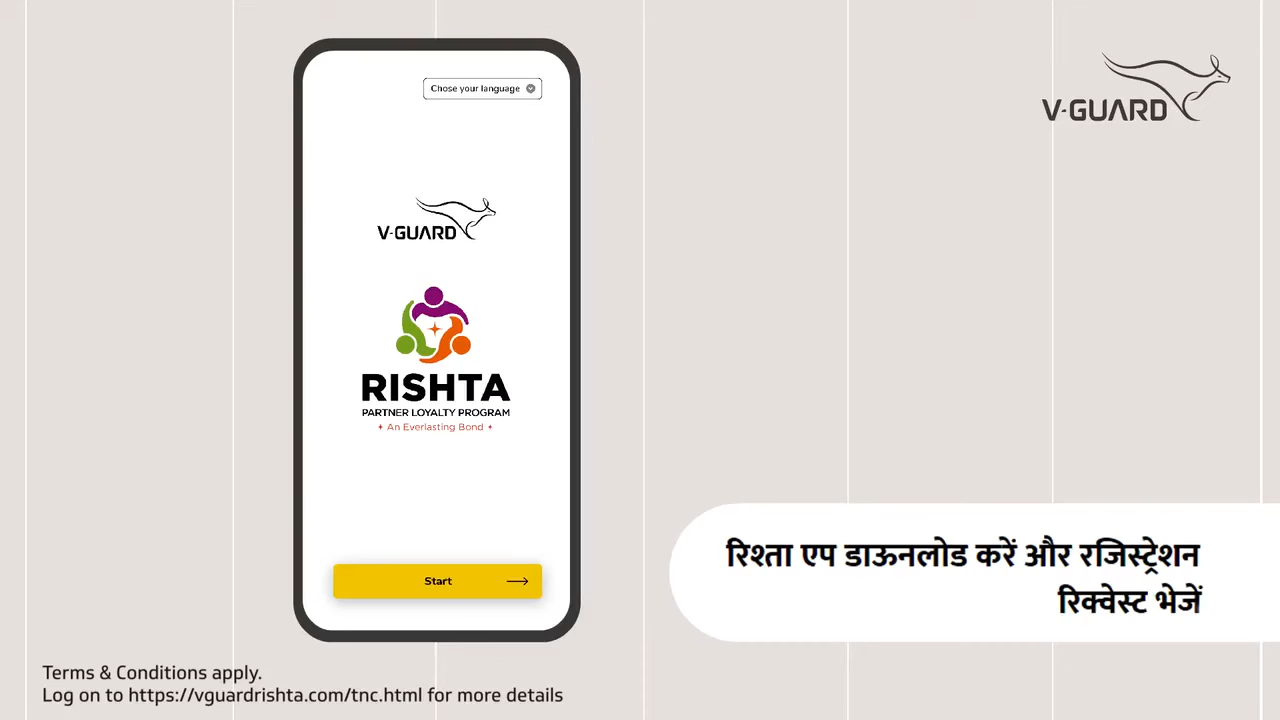 Chose your language
V-GUARD
V-GUARD
RISHTA
PARTNER LOYALTY PROGRAM
An Everlasting Bond
Start
रिश्ता एप डाऊनलोड करें और रजिस्ट्रेशन
रिक्वेस्ट भेजें
Terms & Conditions apply.
Log on to https://vguardrishta.com/tnc.html for more details